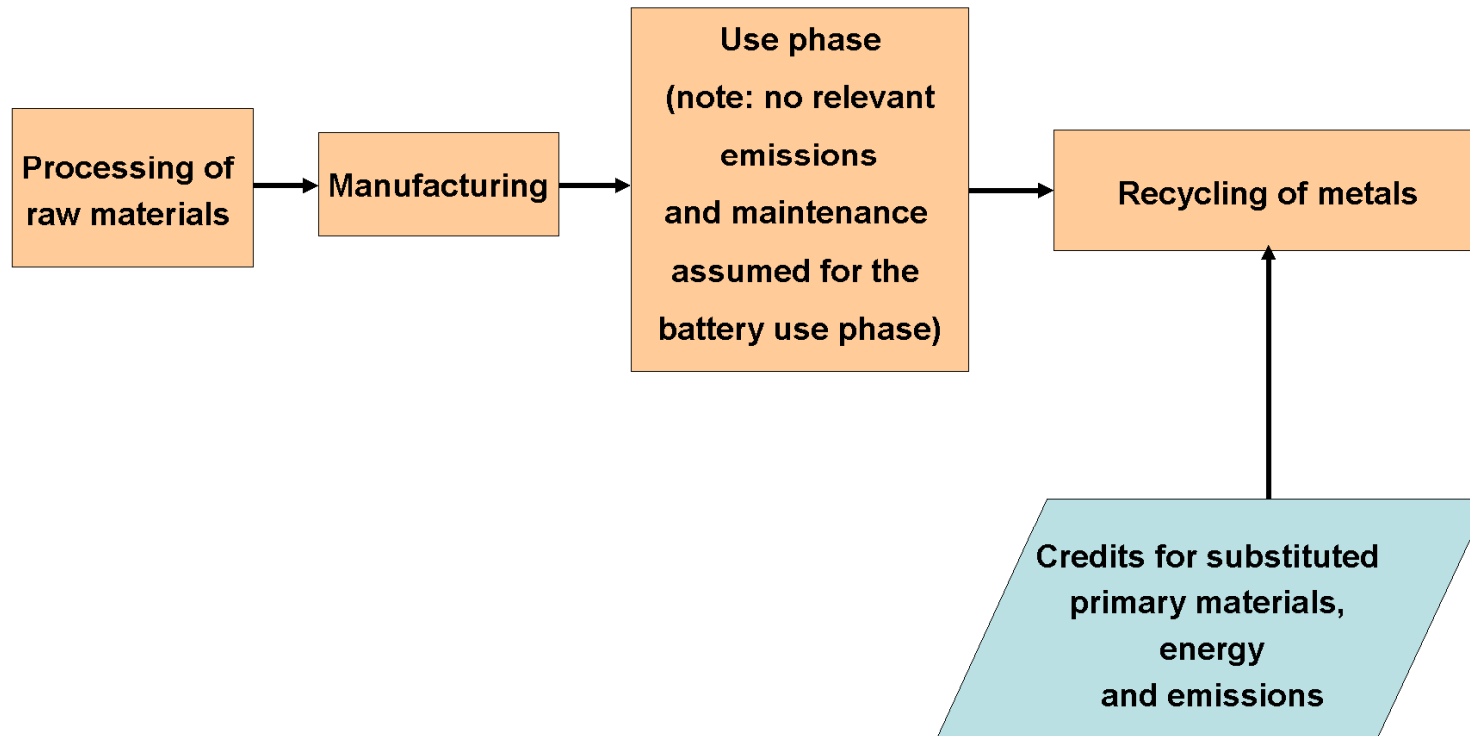 Processing of
raw materials
Manufacturing
Use phase
(note: no relevant
emissions
and maintenance
assumed for the
battery use phase)
Recycling of metals
Credits for substituted
primary materials,
energy
and emissions